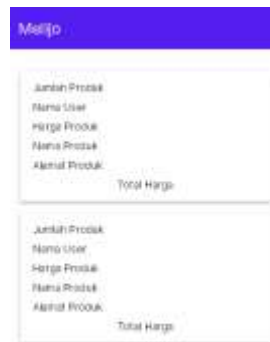 Melijo
Jumlah Produk
Nama User
Harga Produk
Nama Produk
Alamat Produk
Total Harga
Jumlah Produk
Nama User
Harga Produk
Nama Produk
Alamat Produk
Total Harga